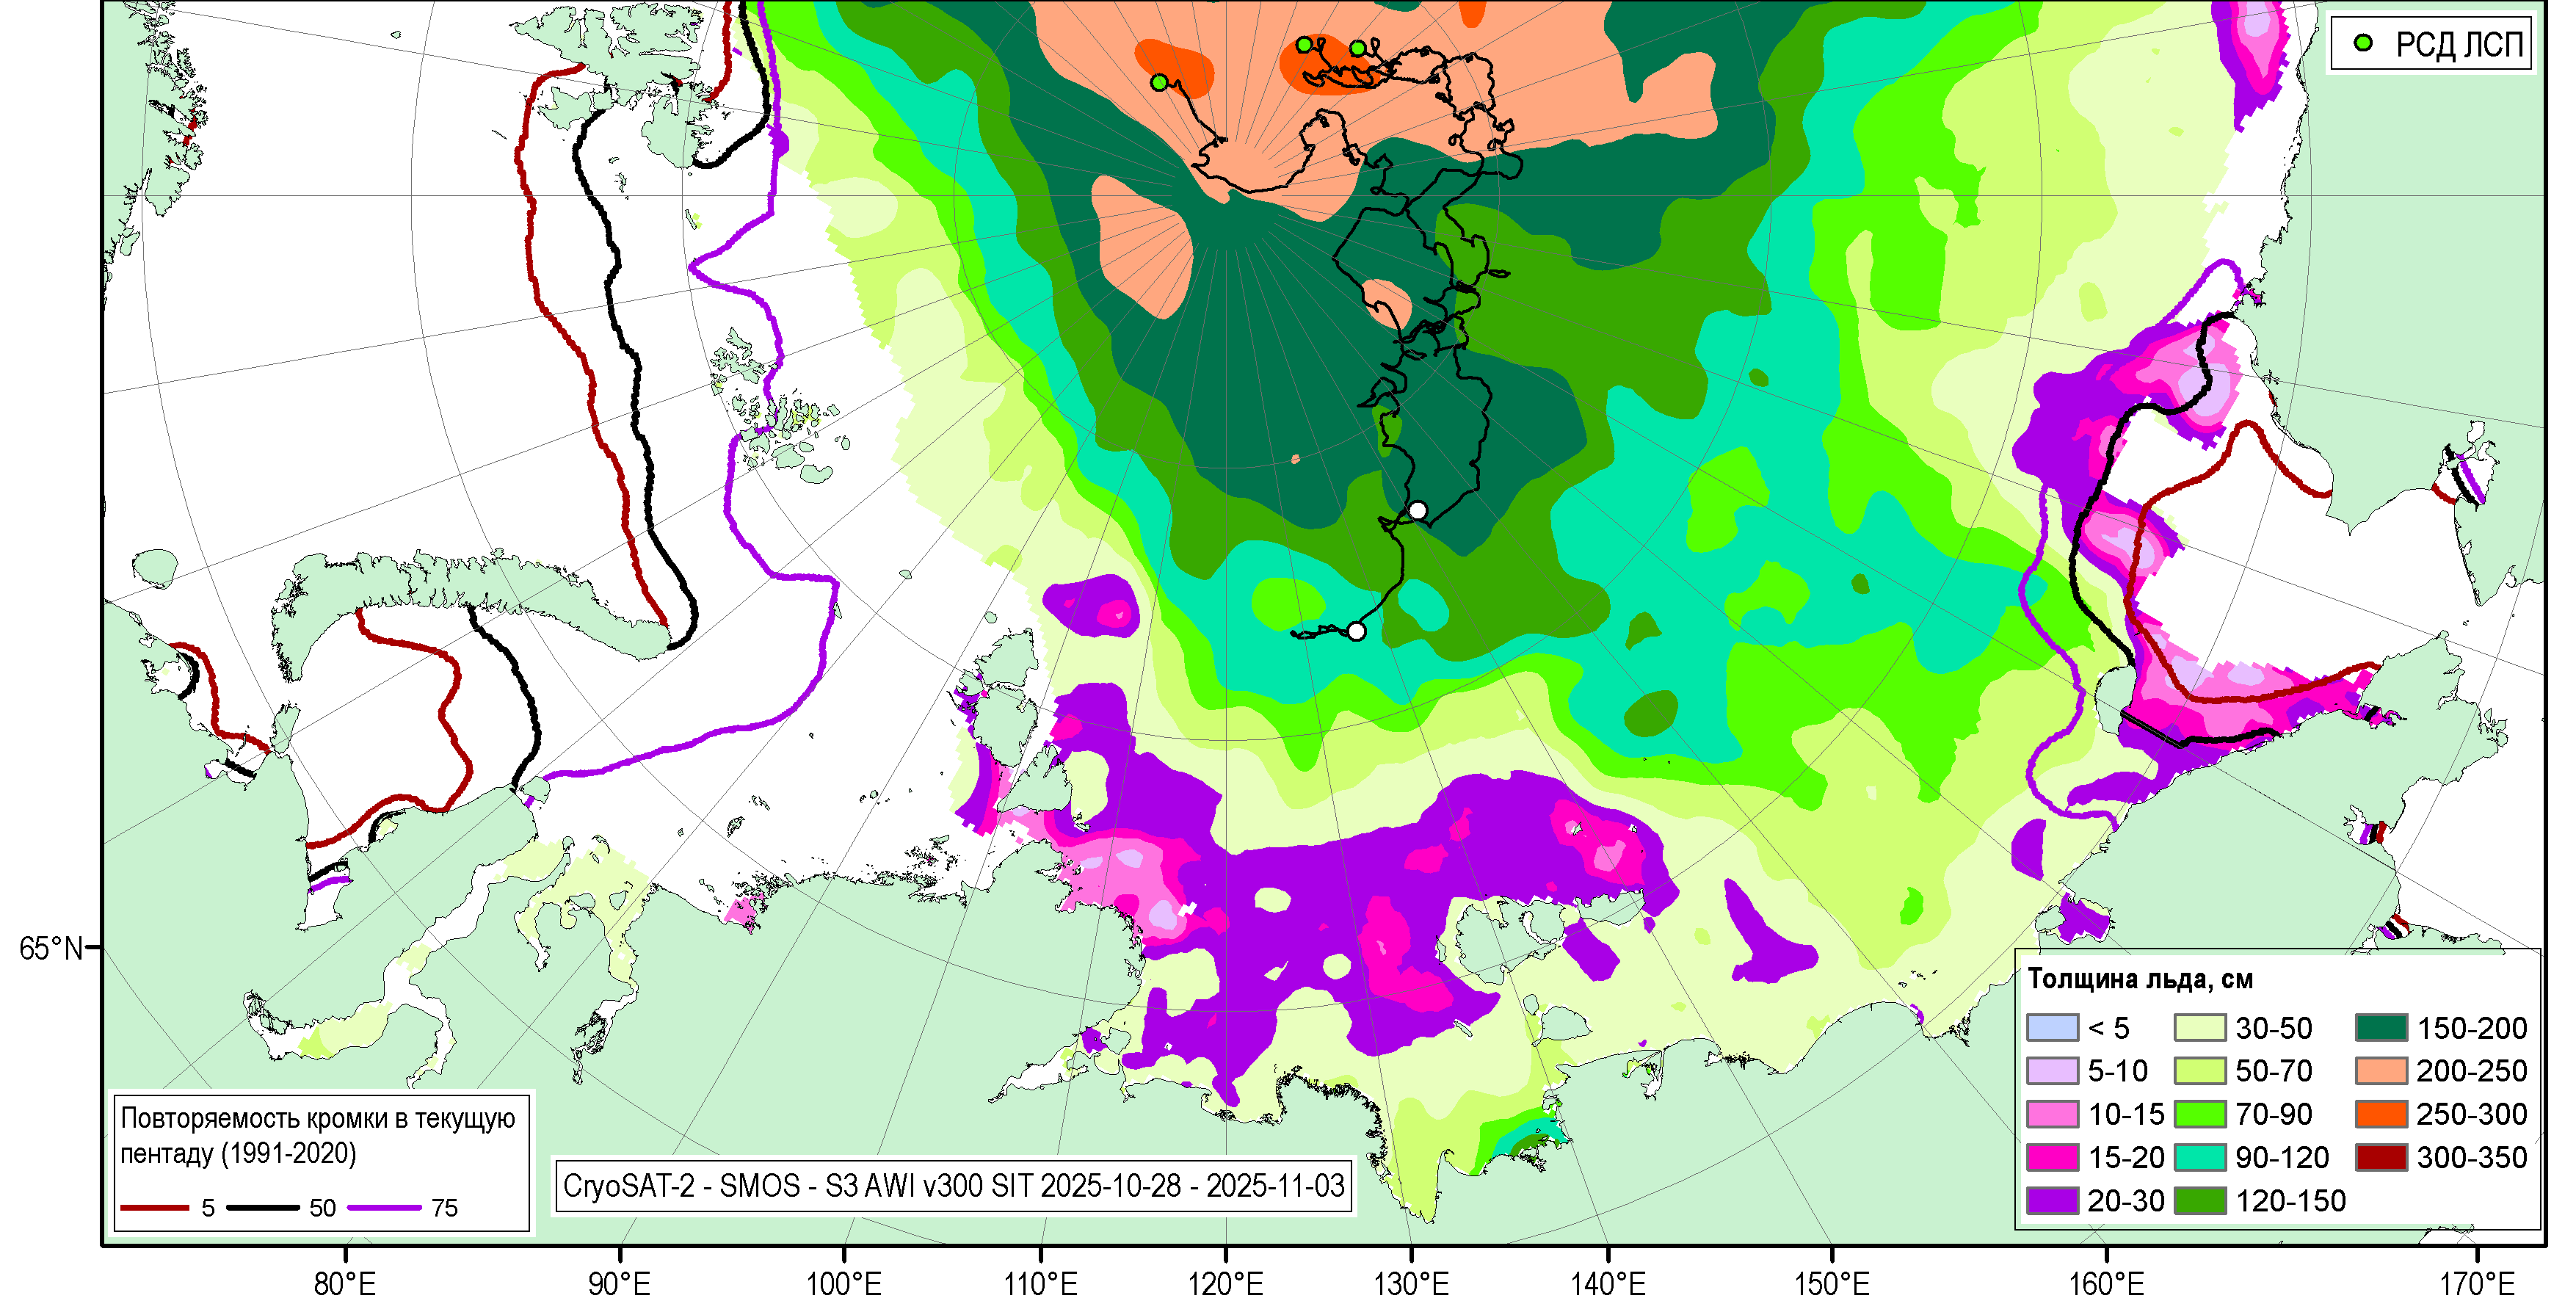 РСД ЛСП
65°N
Толщина льда, см
< 5 30-50 150-200
5-10 50-70 200-250
10-15 70-90 250-300
15-20 90-120 300-350
20-30 120-150
Повторяемость кромки в текущую
пентаду (1991-2020)
5 50 75
CryoSAT-2 - SMOS - S3 AWI v300 SIT 2025-10-28 - 2025-11-03
80°E 90°E 100°E 110°E 120°E 130°E 140°E 150°E 160°E 170°E